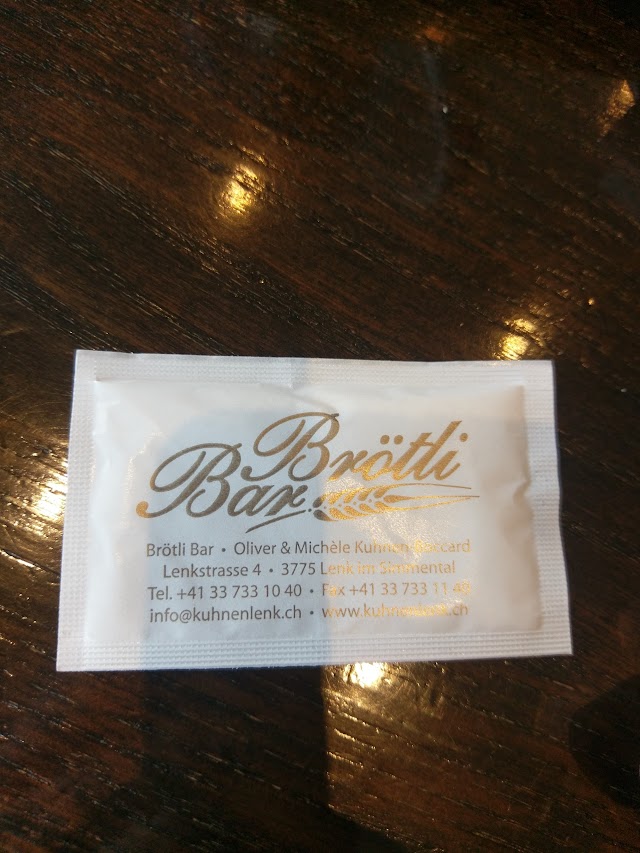 Brötli
Bar
Brötli Bar • Oliver & Michèle Kuhnen-Baccard
Lenkstrasse 4 • 3775 Lenk im Simmental
Tel. +41 33 733 10 40 • Fax +41 33 733 11 40
info@kuhnenlenk.ch • www.kuhnenlenk.ch